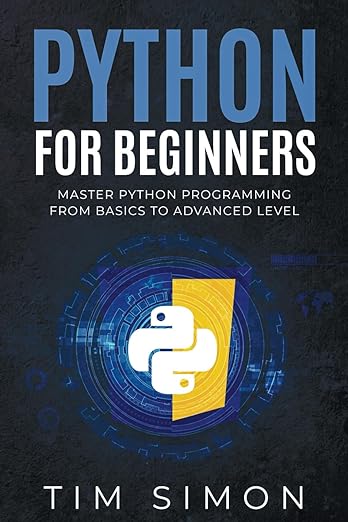 PYTHON
FOR BEGINNERS
MASTER PYTHON PROGRAMMING
FROM BASICS TO ADVANCED LEVEL
TIM SIMON